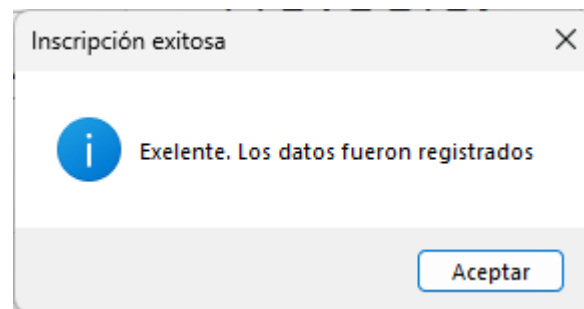 Inscripción exitosa
Exelente. Los datos fueron registrados
Aceptar